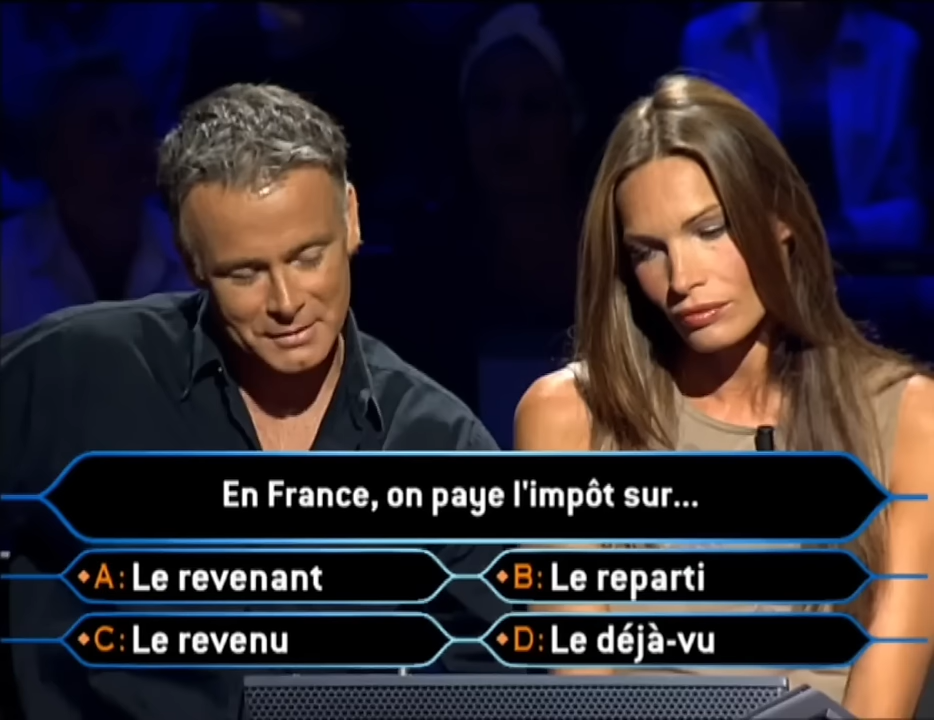 En France, on paye l'impôt sur...
A: Le revenant
B: Le reparti
C: Le revenu
D: Le déjà-vu